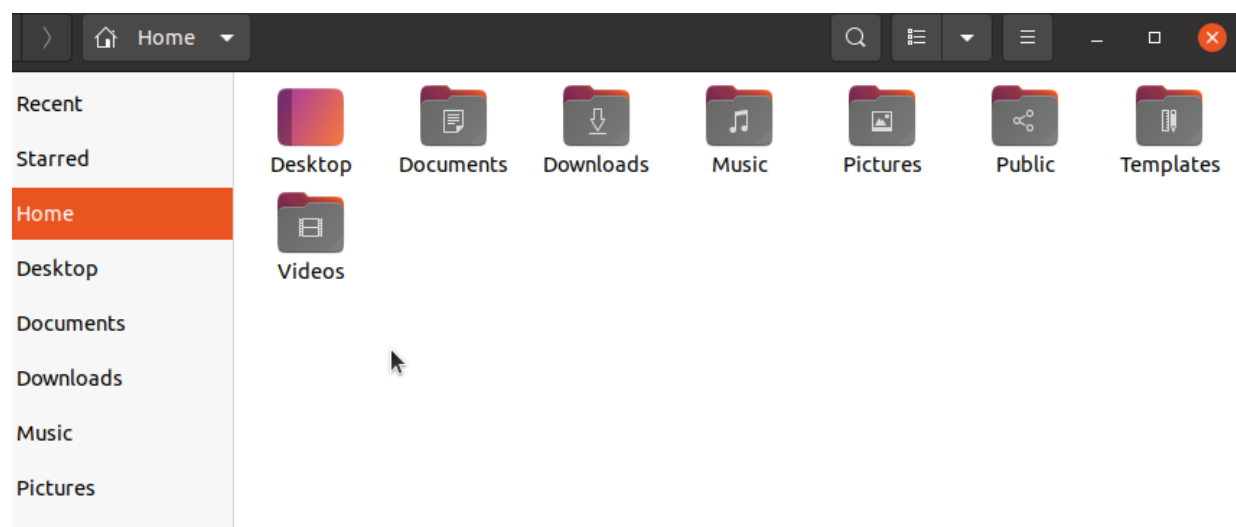 Home
Recent
Starred
Home
Desktop
Documents
Downloads
Music
Pictures
Desktop Documents Downloads Music Pictures Public Templates
Videos